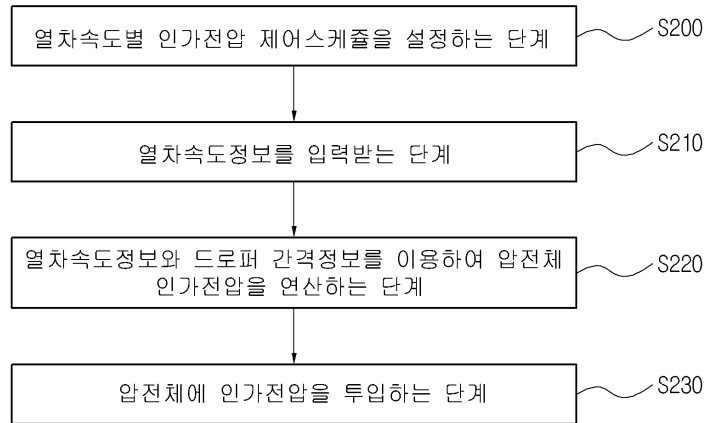 열차속도별 인가전압 제어스케쥴을 설정하는 단계 S200
열차속도정보를 입력받는 단계 S210
열차속도정보와 드로퍼 간격정보를 이용하여 압전체
인가전압을 연산하는 단계 S220
압전체에 인가전압을 투입하는 단계 S230